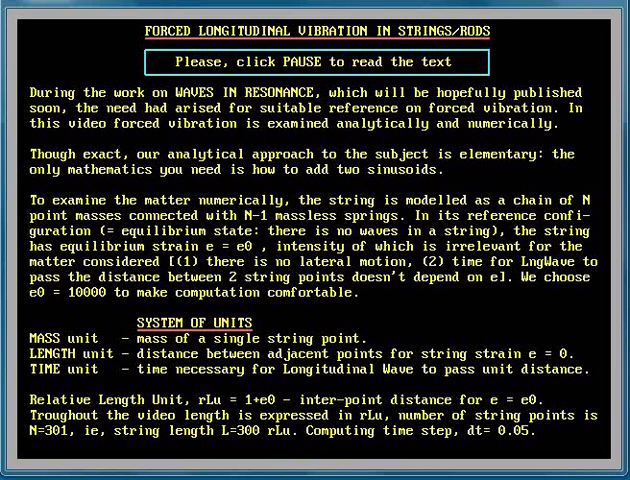 FORCED LONGITUDINAL VIBRATION IN STRINGS/RODS
Please, click PAUSE to read the text
During the work on WAVES IN RESONANCE, which will be hopefully published
soon, the need had arised for suitable reference on forced vibration. In
this video forced vibration is examined analytically and numerically.
Though exact, our analytical approach to the subject is elementary: the
only mathematics you need is how to add two sinusoids.
To examine the matter numerically, the string is modelled as a chain of N
point masses connected with N-1 massless springs. In its reference confi-
guration (= equilibrium state: there is no waves in a string), the string
has equilibrium strain e = e0 , intensity of which is irrelevant for the
matter considered [(1) there is no lateral motion, (2) time for LngWave to
pass the distance between 2 string points doesn't depend on e]. We choose
e0 = 10000 to make computation comfortable.
SYSTEM OF UNITS
MASS unit - mass of a single string point.
LENGTH unit - distance between adjacent points for string strain e = 0.
TIME unit - time necessary for Longitudinal Wave to pass unit distance.
Relative Length Unit, rLu = 1+e0 - inter-point distance for e = e0.
Troughout the video length is expressed in rLu, number of string points is
N=301, ie, string length L=300 rLu. Computing time step, dt= 0.05.